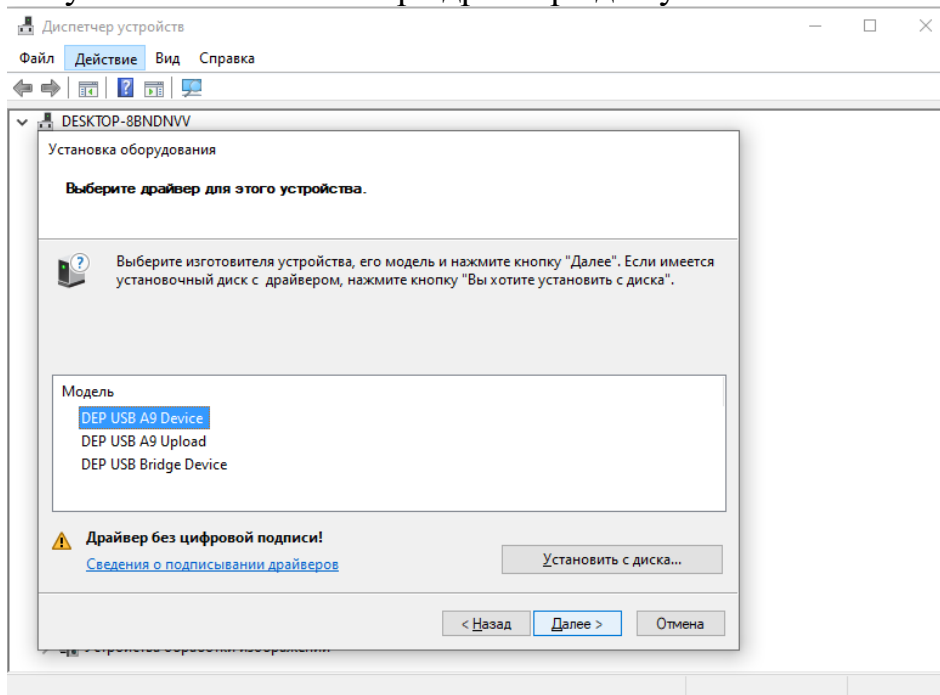 Диспетчер устройств
Файл Действие Вид Справка
DESKTOP-8BNDNVV
Установка оборудования
Выберите драйвер для этого устройства.
Выберите изготовителя устройства, его модель и нажмите кнопку "Далее". Если имеется
установочный диск с драйвером, нажмите кнопку "Вы хотите установить с диска".
Модель
DEP USB A9 Device
DEP USB A9 Upload
DEP USB Bridge Device
Драйвер без цифровой подписи!
Сведения о подписывании драйверов
Установить с диска...
< Назад Далее > Отмена
Устройства обработки изображений